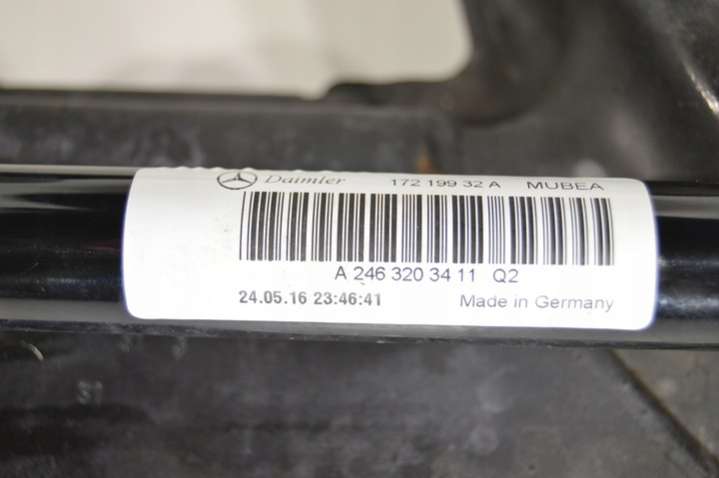 Daimler 172 199 32 A MUBEA
A 246 320 34 11 Q2
24.05.16 23:46:41 Made in Germany